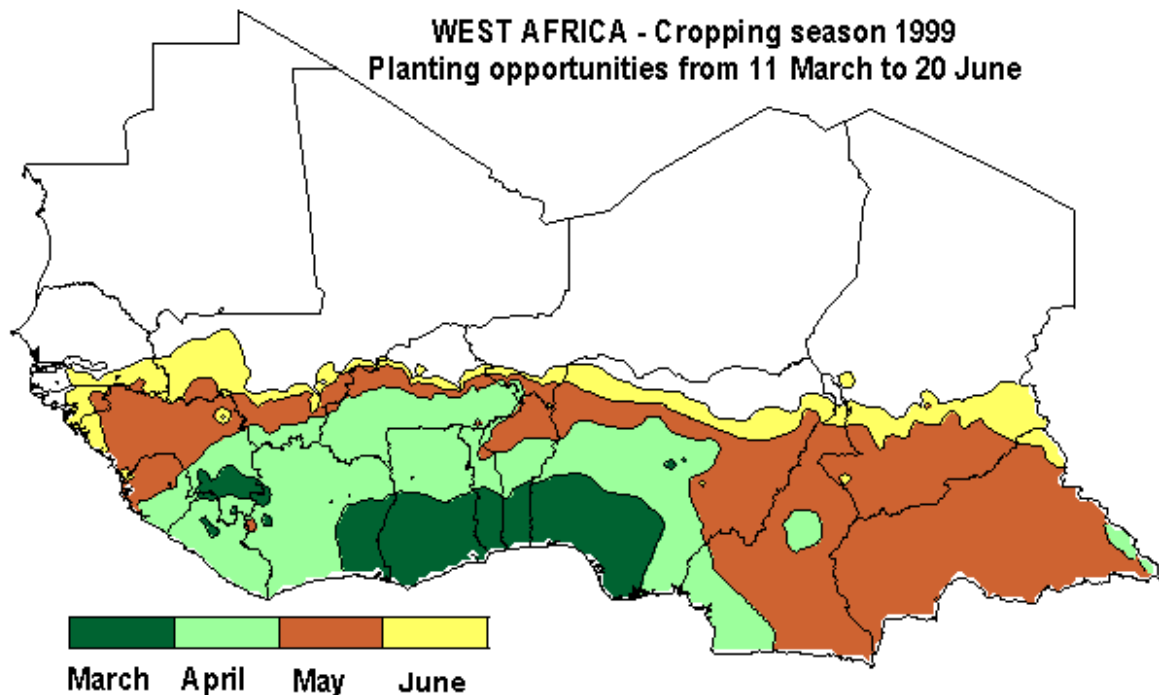 WEST AFRICA - Cropping season 1999
Planting opportunities from 11 March to 20 June
March April May June